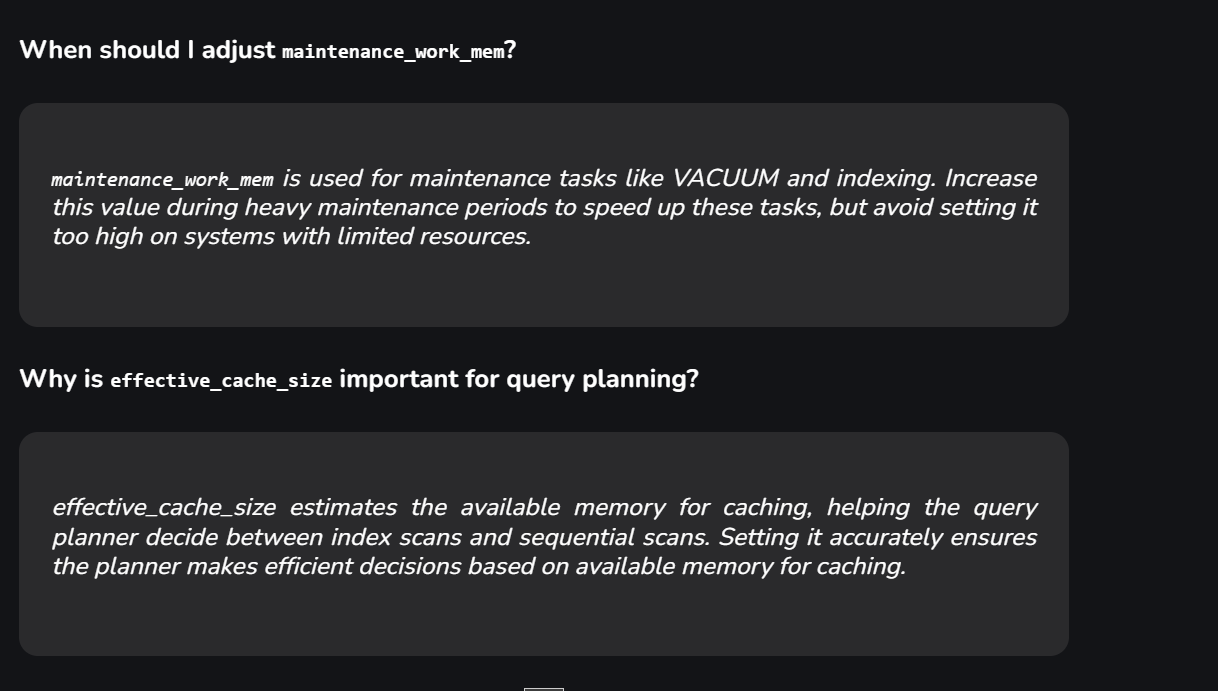 When should I adjust maintenance_work_mem?
maintenance_work_mem is used for maintenance tasks like VACUUM and indexing. Increase
this value during heavy maintenance periods to speed up these tasks, but avoid setting it
too high on systems with limited resources.
Why is effective_cache_size important for query planning?
effective_cache_size estimates the available memory for caching, helping the query
planner decide between index scans and sequential scans. Setting it accurately ensures
the planner makes efficient decisions based on available memory for caching.